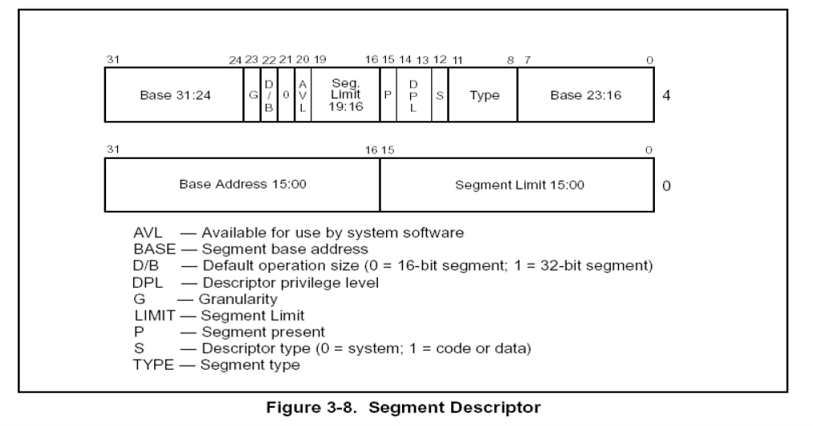 31 24 23 22 21 20 19 16 15 14 13 12 11 8 7 0
Base 31:24 G D/B 0 AVL Seg. Limit 19:16 P DPL S Type Base 23:16 4
31 16 15 0
Base Address 15:00 Segment Limit 15:00 0
AVL — Available for use by system software
BASE — Segment base address
D/B — Default operation size (0 = 16-bit segment; 1 = 32-bit segment)
DPL — Descriptor privilege level
G — Granularity
LIMIT — Segment Limit
P — Segment present
S — Descriptor type (0 = system; 1 = code or data)
TYPE — Segment type
Figure 3-8. Segment Descriptor